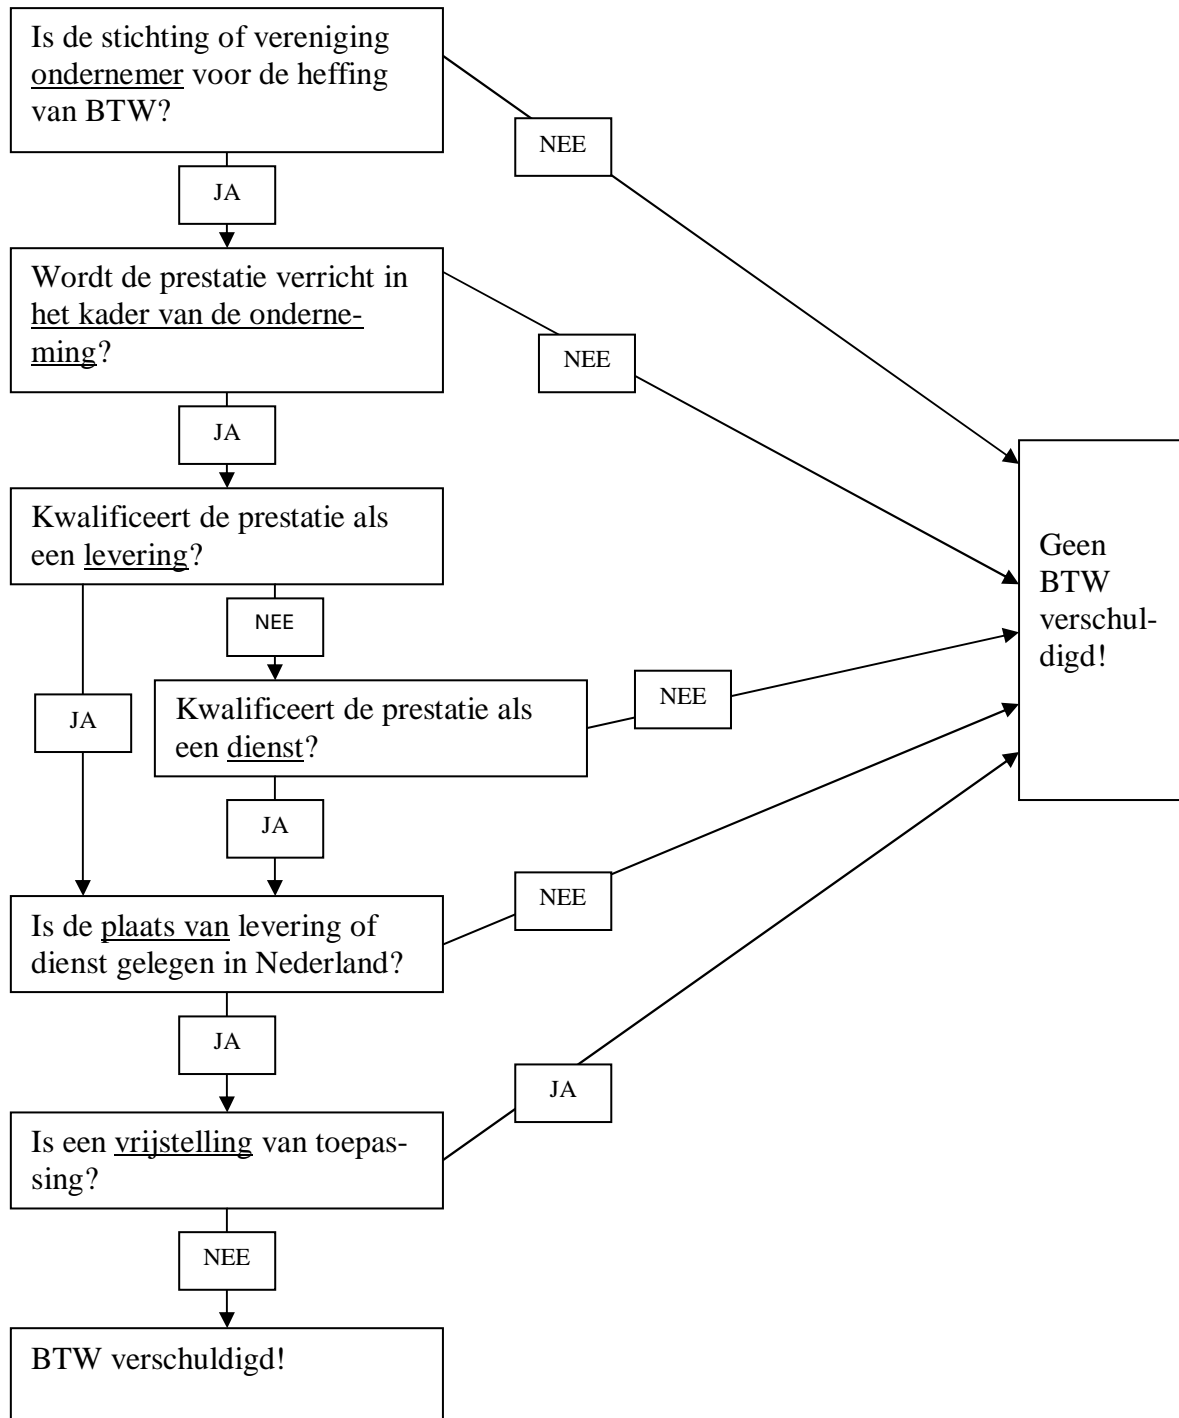 Is de stichting of vereniging
ondernemer voor de heffing
van BTW?
NEE
JA
Wordt de prestatie verricht in
het kader van de onderne-
ming?
NEE
JA
Kwalificeert de prestatie als
een levering?
NEE
JA
Kwalificeert de prestatie als
een dienst?
NEE
JA
Geen
BTW
verschul-
digd!
Is de plaats van levering of
dienst gelegen in Nederland?
NEE
JA
Is een vrijstelling van toepas-
sing?
JA
NEE
BTW verschuldigd!